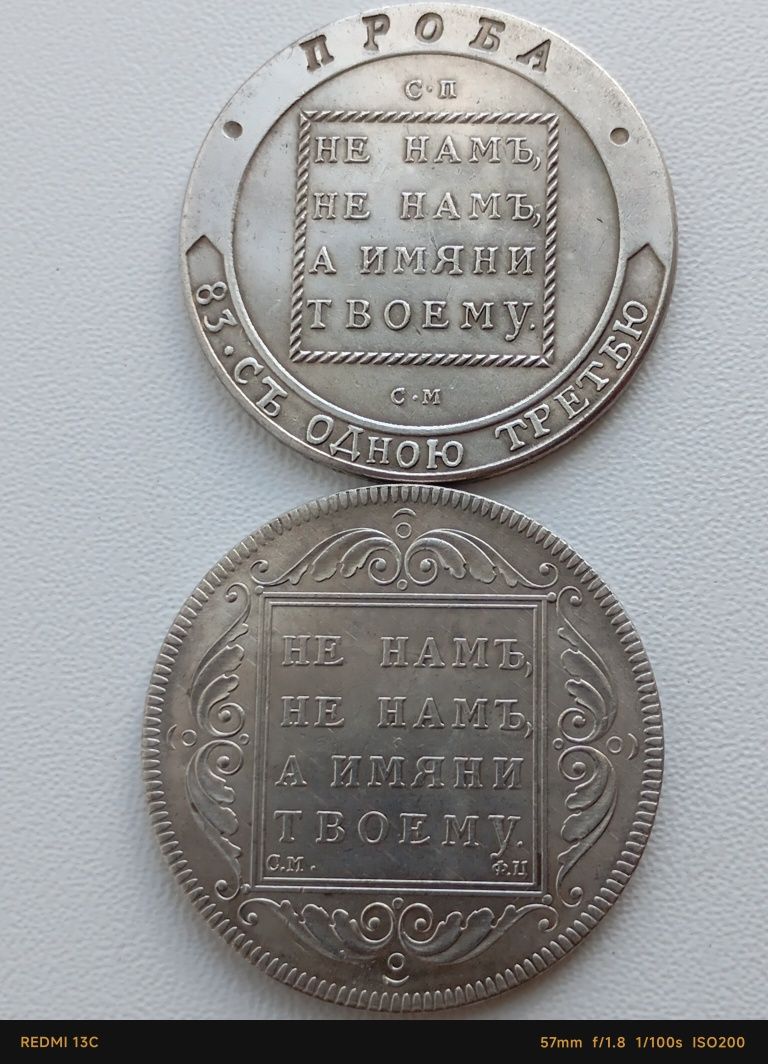 ПРОБА
С·П
НЕ НАМЪ,
НЕ НАМЪ,
А ИМЯНИ
ТВОЕМУ.
С·М
83·СЪ ОДНОЮ ТРЕТЬЮ
НЕ НАМЪ,
НЕ НАМЪ,
А ИМЯНИ
ТВОЕМУ.
С.М. Ф.Ц
REDMI 13C 57mm f/1.8 1/100s ISO200